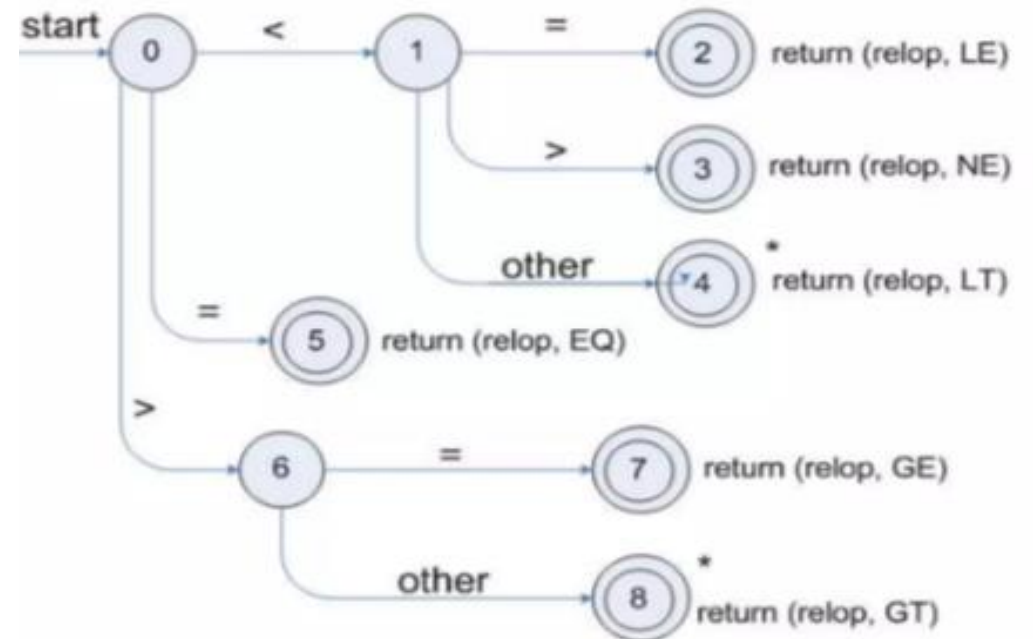 start 0 < 1 = 2 return (relop, LE)
> 3 return (relop, NE)
other 4 * return (relop, LT)
= 5 return (relop, EQ)
>
6 = 7 return (relop, GE)
other 8 * return (relop, GT)